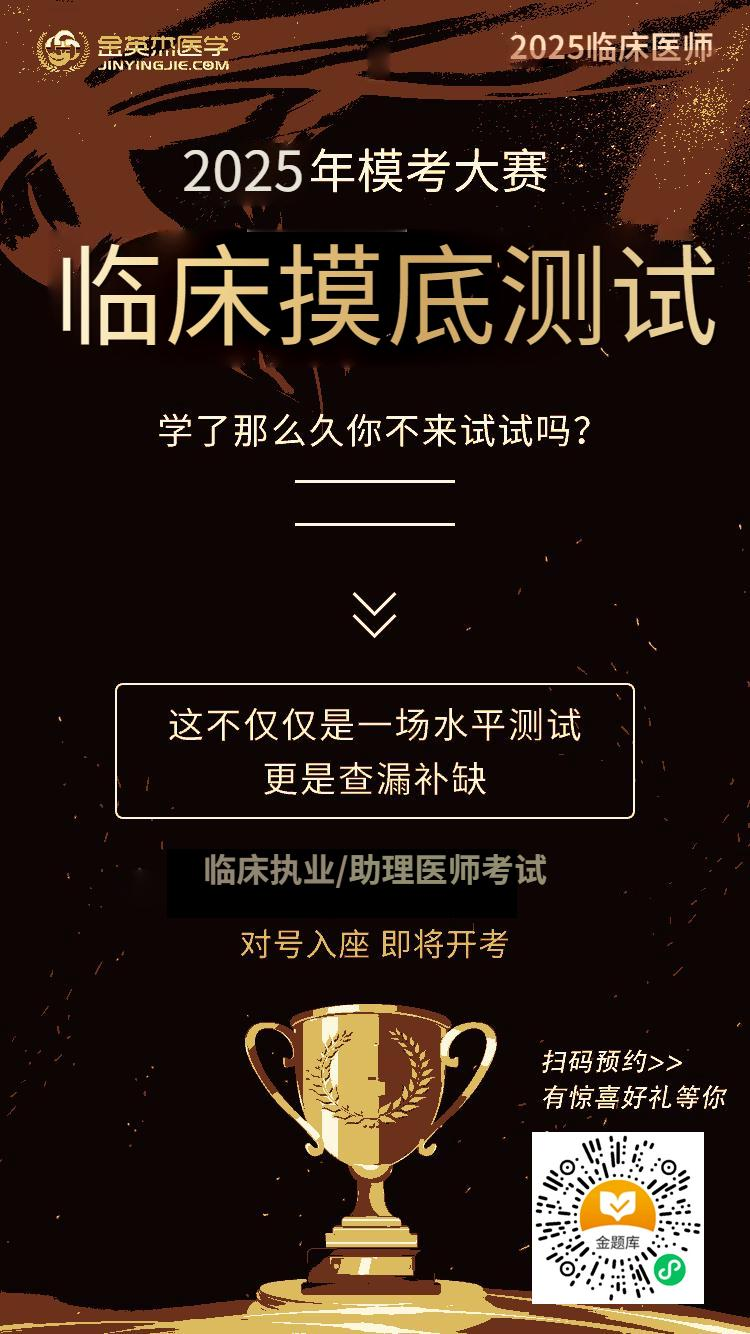 金英杰医学
JINYINGJIE.COM
2025临床医师
2025年模考大赛
临床摸底测试
学了那么久你不来试试吗?
这不仅仅是一场水平测试
更是查漏补缺
临床执业/助理医师考试
对号入座 即将开考
扫码预约>>
有惊喜好礼等你
金题库